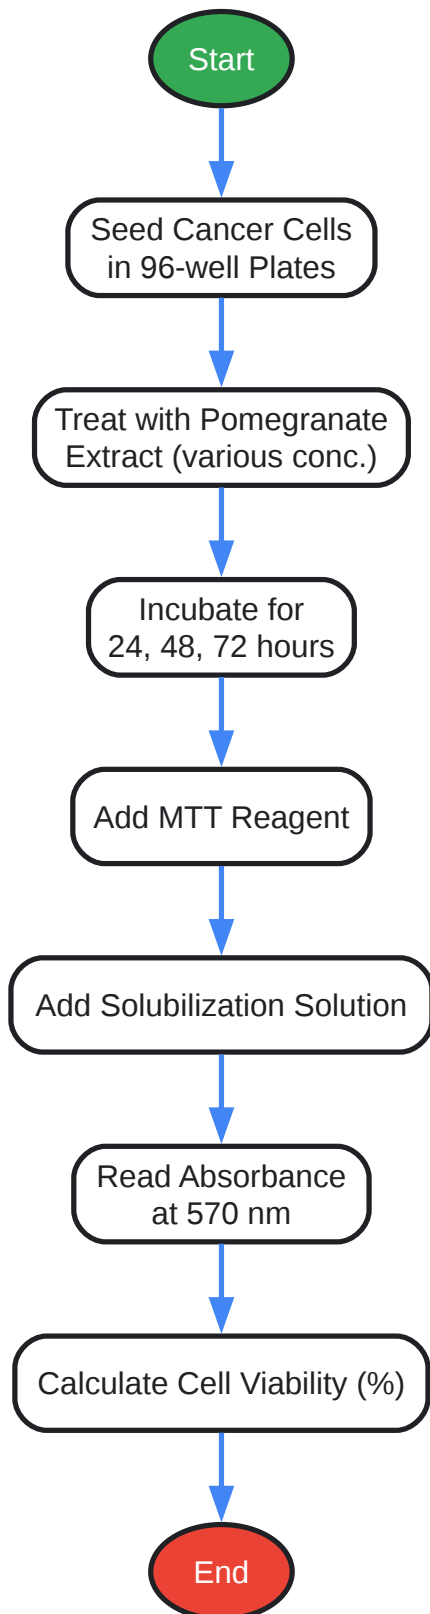 Start
Seed Cancer Cells
in 96-well Plates
Treat with Pomegranate
Extract (various conc.)
Incubate for
24, 48, 72 hours
Add MTT Reagent
Add Solubilization Solution
Read Absorbance
at 570 nm
Calculate Cell Viability (%)
End